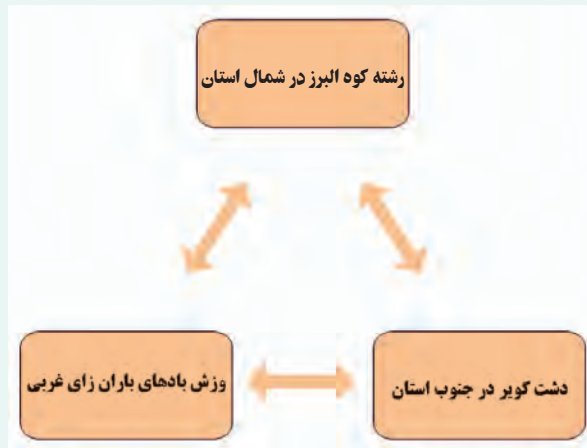 رشته کوه البرز در شمال استان
دشت کویر در جنوب استان
وزش بادهای باران زای غربی